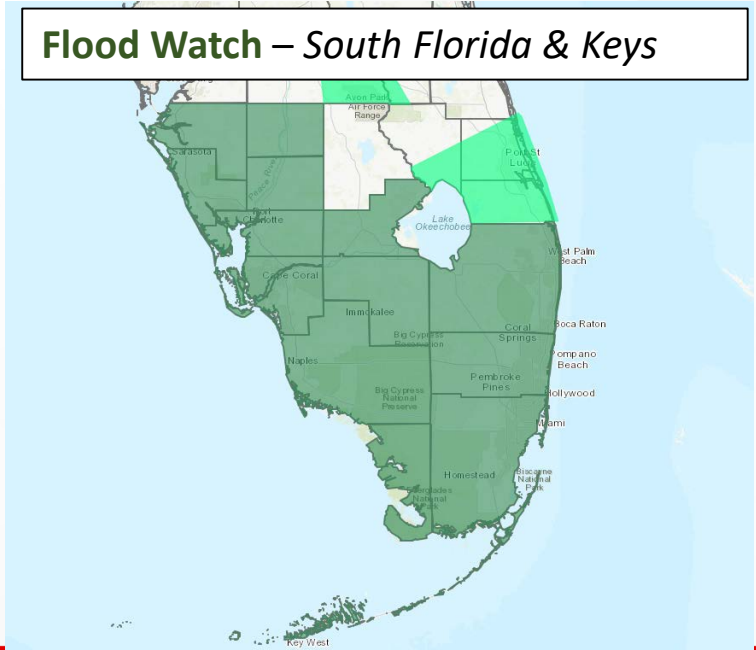 Flood Watch – South Florida & Keys
Avon Park
Air Force
Range
Sarasota
Peace River
Port St
Lucie
Port
Charlotte
Lake
Okeechobee
West Palm
Beach
Cape Coral
Immokalee
Big Cypress
Reservation
Coral
Springs
Boca Raton
Pompano
Beach
Naples
Pembroke
Pines
Big Cypress
National
Preserve
Hollywood
Miami
Homestead
Biscayne
National
Park
Everglades
National
Park
Key West